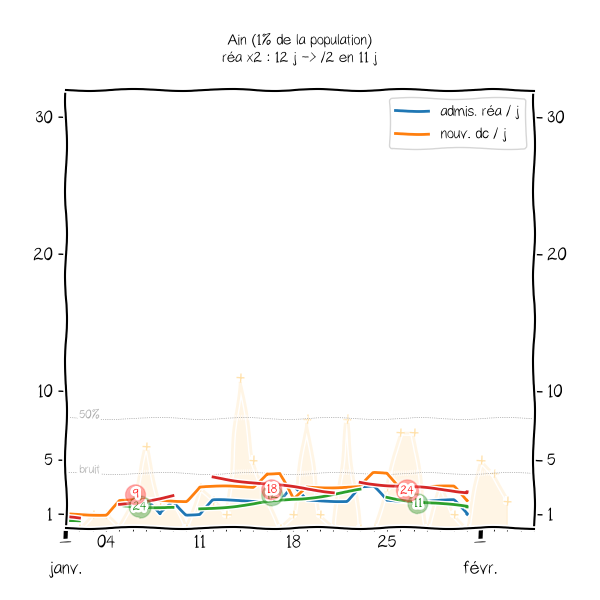 Ain (1% de la population)
réa x2 : 12 j -> /2 en 11 j
admis. réa / j
nouv. dc / j
30 30
20 20
10 10
50%
5 5
bruit
9 18 24
24 11
1 1
04 11 18 25
janv. févr.